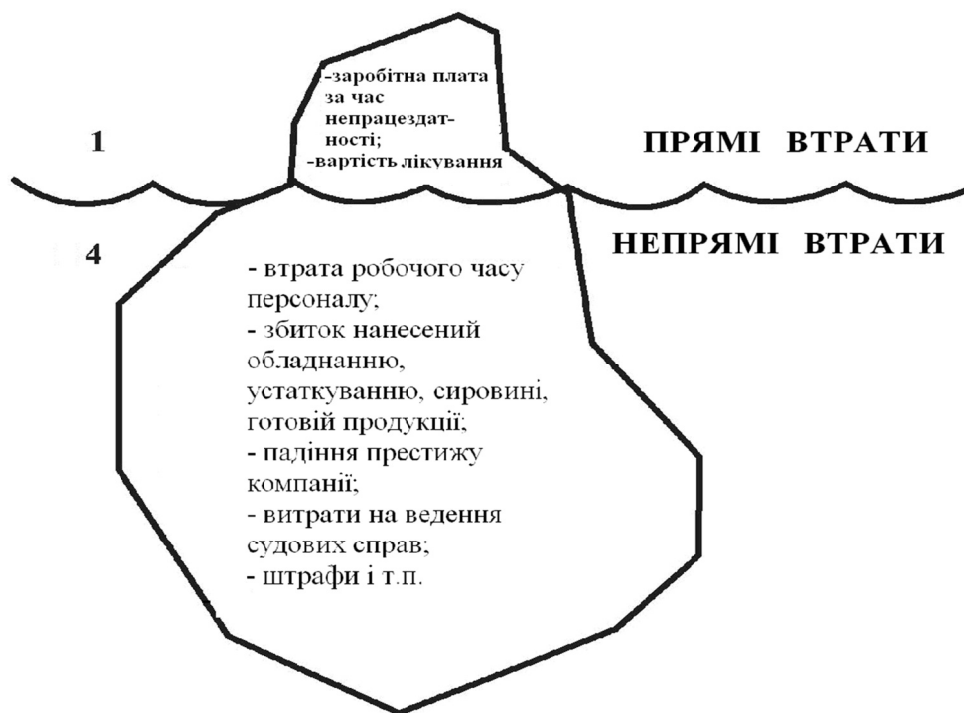 -заробітна плата
за час
непрацездат-
ності;
-вартість лікування
1
ПРЯМІ ВТРАТИ
4
НЕПРЯМІ ВТРАТИ
- втрата робочого часу
персоналу;
- збиток нанесений
обладнанню,
устаткуванню, сировині,
готовій продукції;
- падіння престижу
компанії;
- витрати на ведення
судових справ;
- штрафи і т.п.